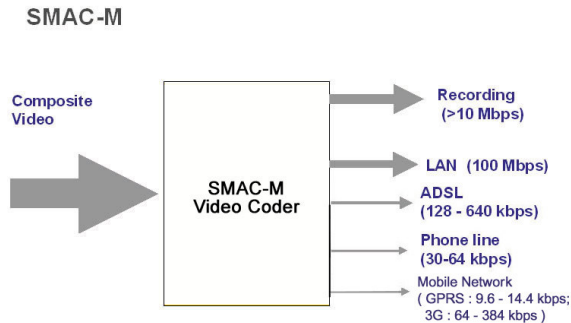 SMAC-M
Composite
Video
SMAC-M
Video Coder
Recording
(>10 Mbps)
LAN (100 Mbps)
ADSL
(128 - 640 kbps)
Phone line
(30-64 kbps)
Mobile Network
( GPRS : 9.6 - 14.4 kbps;
3G : 64 - 384 kbps )